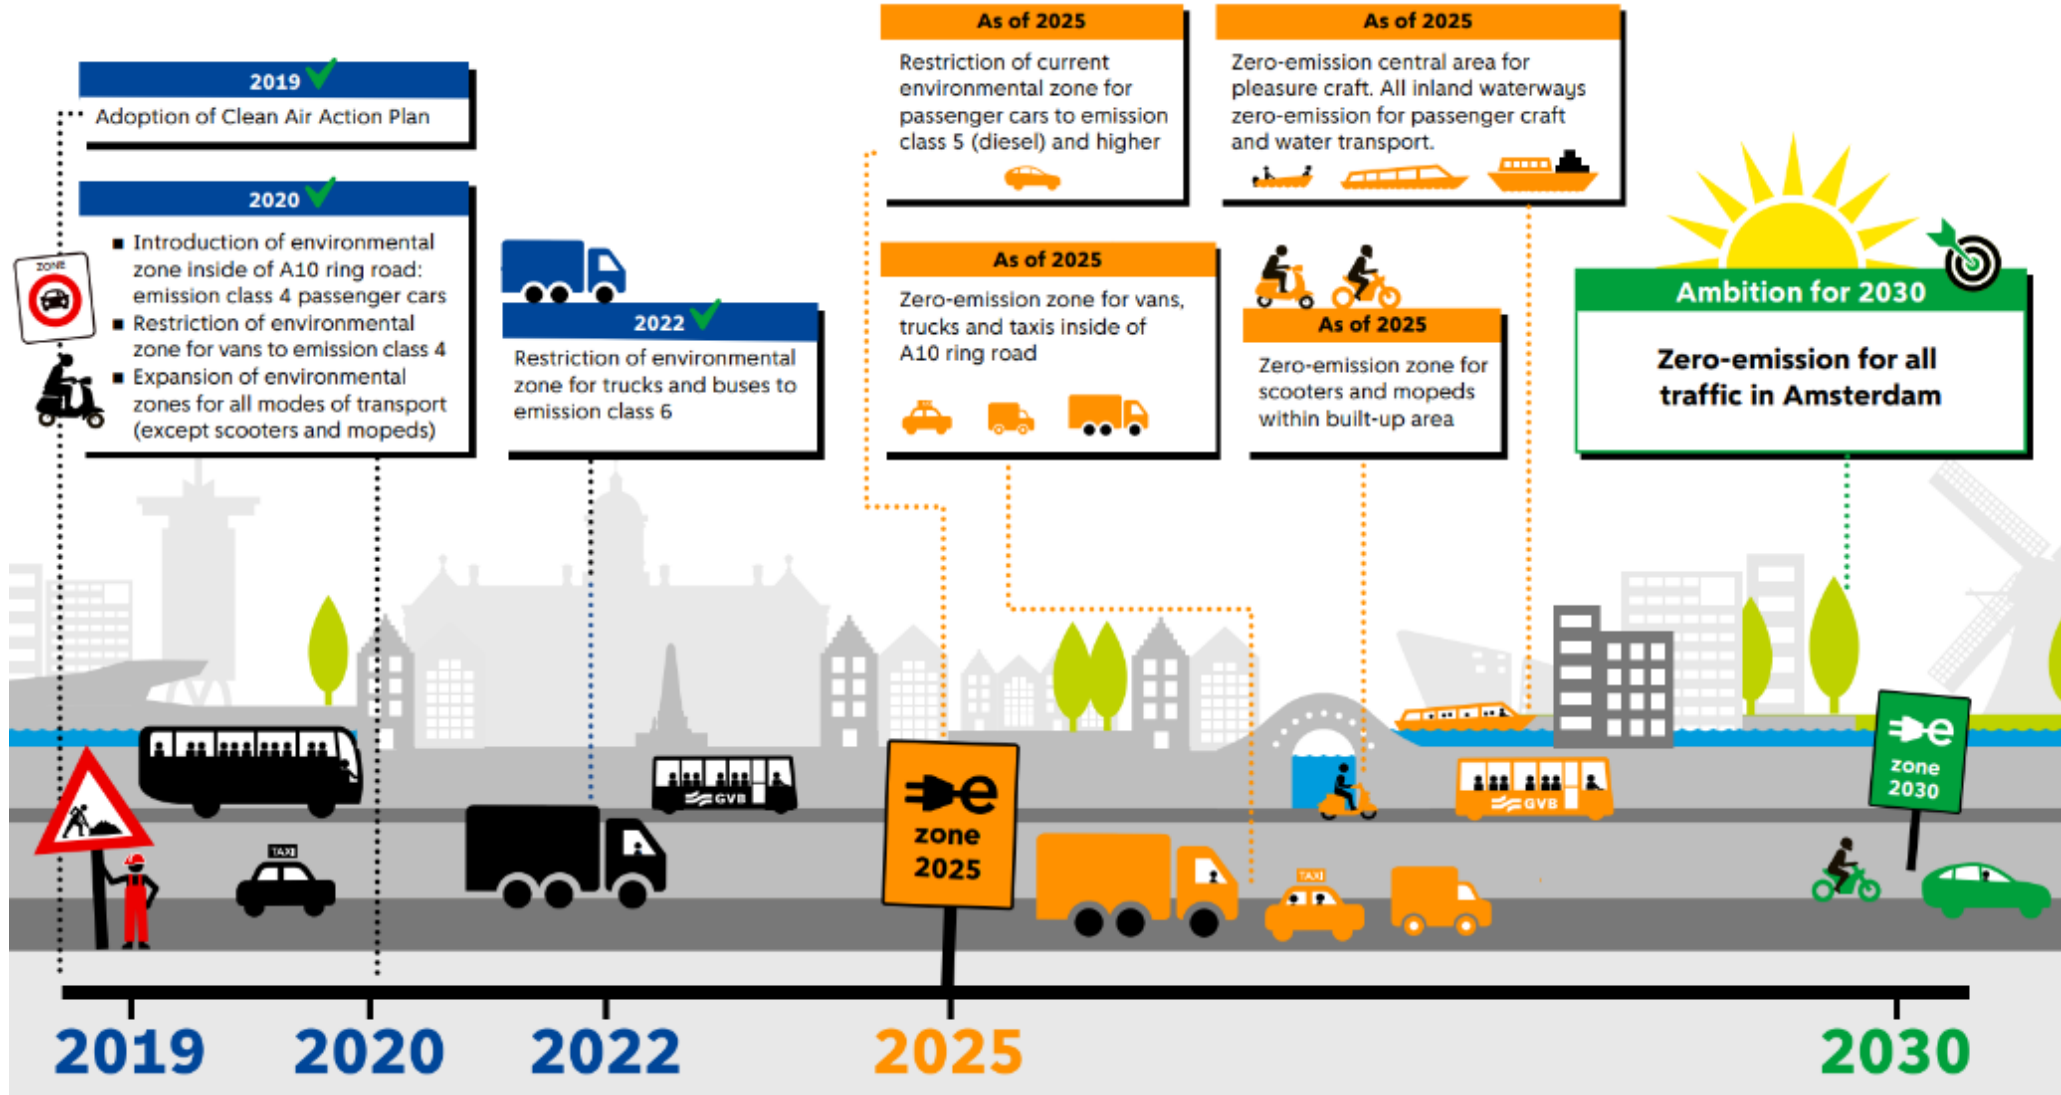 2019
Adoption of Clean Air Action Plan
2020
■ Introduction of environmental
zone inside of A10 ring road:
emission class 4 passenger cars
■ Restriction of environmental
zone for vans to emission class 4
■ Expansion of environmental
zones for all modes of transport
(except scooters and mopeds)
ZONE
2022
Restriction of environmental
zone for trucks and buses to
emission class 6
As of 2025
Restriction of current
environmental zone for
passenger cars to emission
class 5 (diesel) and higher
As of 2025
Zero-emission central area for
pleasure craft. All inland waterways
zero-emission for passenger craft
and water transport.
As of 2025
Zero-emission zone for vans,
trucks and taxis inside of
A10 ring road
As of 2025
Zero-emission zone for
scooters and mopeds
within built-up area
Ambition for 2030
Zero-emission for all
traffic in Amsterdam
TAXI
GVB
e
zone
2025
TAXI
GVB
e
zone
2030
2019
2020
2022
2025
2030